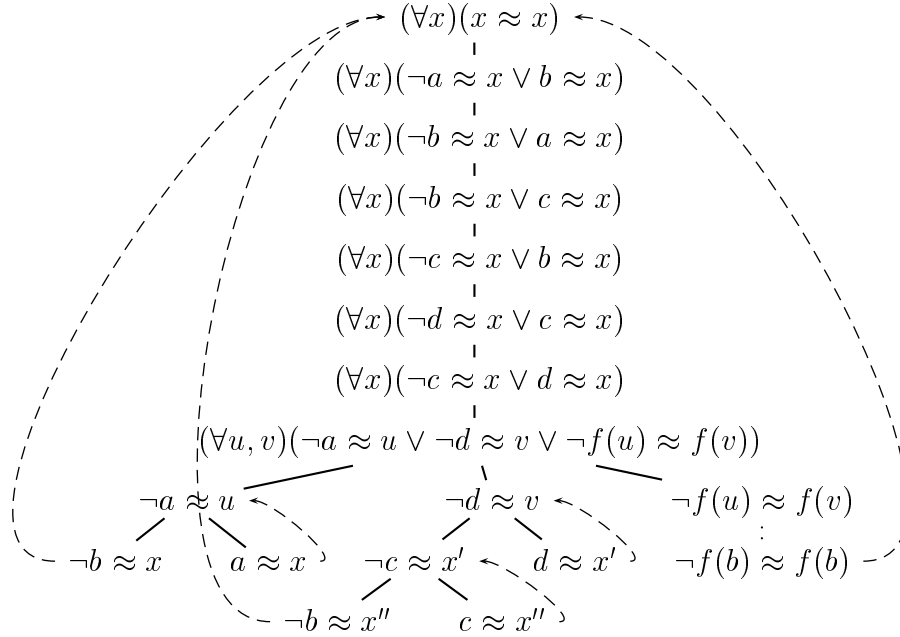 (∀x)(x ≈ x)
(∀x)(¬a ≈ x ∨ b ≈ x)
(∀x)(¬b ≈ x ∨ a ≈ x)
(∀x)(¬b ≈ x ∨ c ≈ x)
(∀x)(¬c ≈ x ∨ b ≈ x)
(∀x)(¬d ≈ x ∨ c ≈ x)
(∀x)(¬c ≈ x ∨ d ≈ x)
(∀u, v)(¬a ≈ u ∨ ¬d ≈ v ∨ ¬f(u) ≈ f(v))
¬a ≈ u ¬d ≈ v ¬f(u) ≈ f(v)
¬b ≈ x a ≈ x ¬c ≈ x′ d ≈ x′ ¬f(b) ≈ f(b)
¬b ≈ x′′ c ≈ x′′